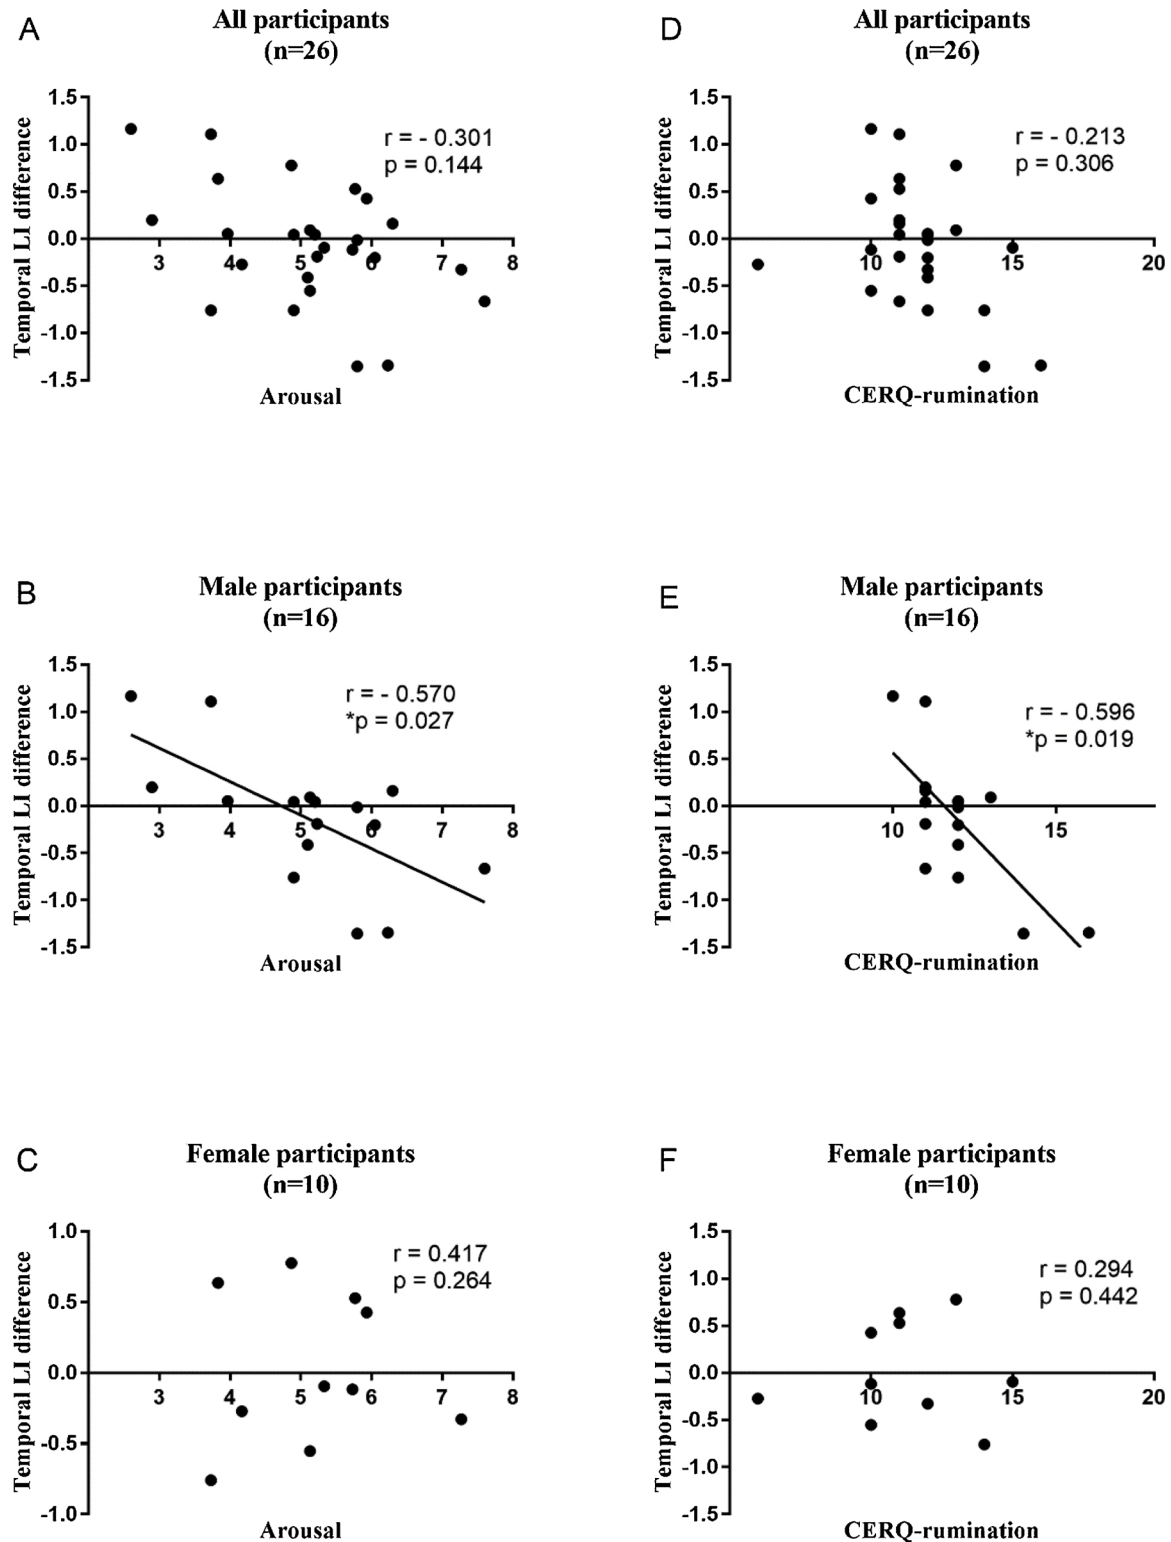 A
All participants
(n=26)
Temporal LI difference
1.5
1.0
0.5
0.0
-0.5
-1.0
-1.5
3 4 5 6 7 8
r = - 0.301
p = 0.144
Arousal
D
All participants
(n=26)
Temporal LI difference
1.5
1.0
0.5
0.0
-0.5
-1.0
-1.5
10 15 20
r = - 0.213
p = 0.306
CERQ-rumination
B
Male participants
(n=16)
Temporal LI difference
1.5
1.0
0.5
0.0
-0.5
-1.0
-1.5
3 4 5 6 7 8
r = - 0.570
*p = 0.027
Arousal
E
Male participants
(n=16)
Temporal LI difference
1.5
1.0
0.5
0.0
-0.5
-1.0
-1.5
10 15
r = - 0.596
*p = 0.019
CERQ-rumination
C
Female participants
(n=10)
Temporal LI difference
1.0
0.5
0.0
-0.5
-1.0
3 4 5 6 7 8
r = 0.417
p = 0.264
Arousal
F
Female participants
(n=10)
Temporal LI difference
1.5
1.0
0.5
0.0
-0.5
-1.0
-1.5
10 15 20
r = 0.294
p = 0.442
CERQ-rumination